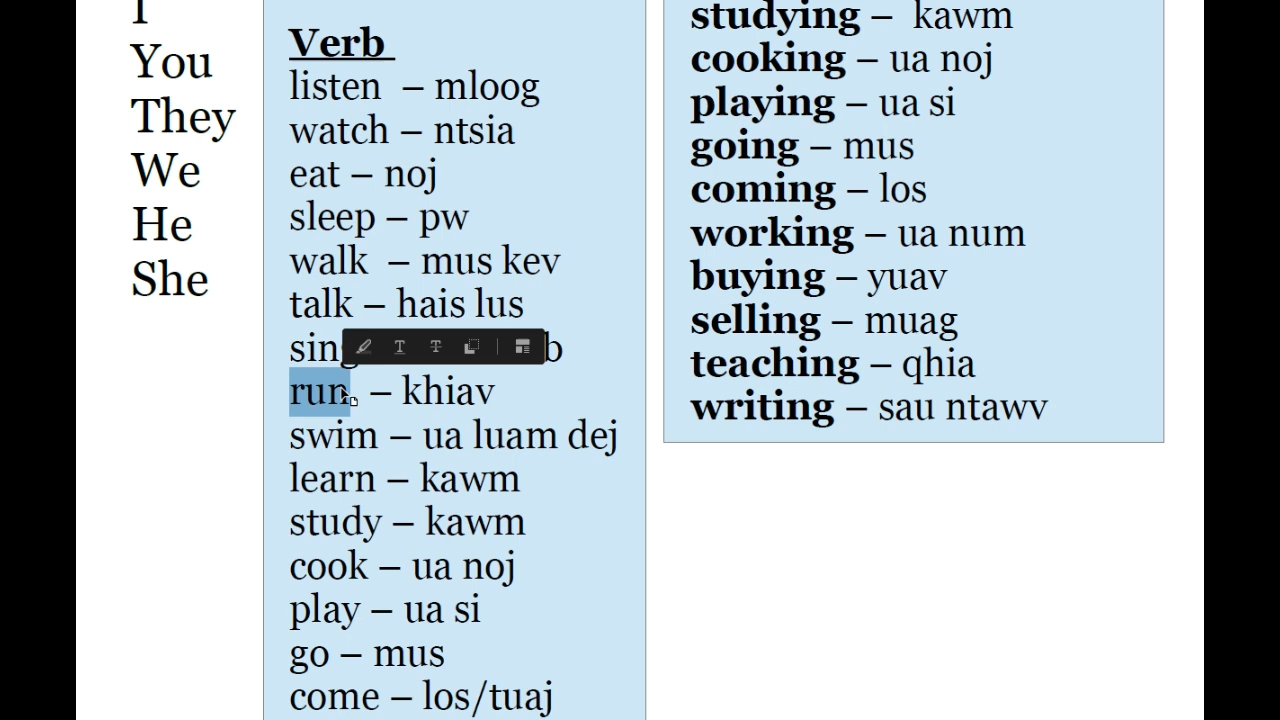 I
You
They
We
He
She
Verb
listen – mloog
watch – ntsia
eat – noj
sleep – pw
walk – mus kev
talk – hais lus
sing
run – khiav
swim – ua luam dej
learn – kawm
study – kawm
cook – ua noj
play – ua si
go – mus
come – los/tuaj
studying – kawm
cooking – ua noj
playing – ua si
going – mus
coming – los
working – ua num
buying – yuav
selling – muag
teaching – qhia
writing – sau ntawv